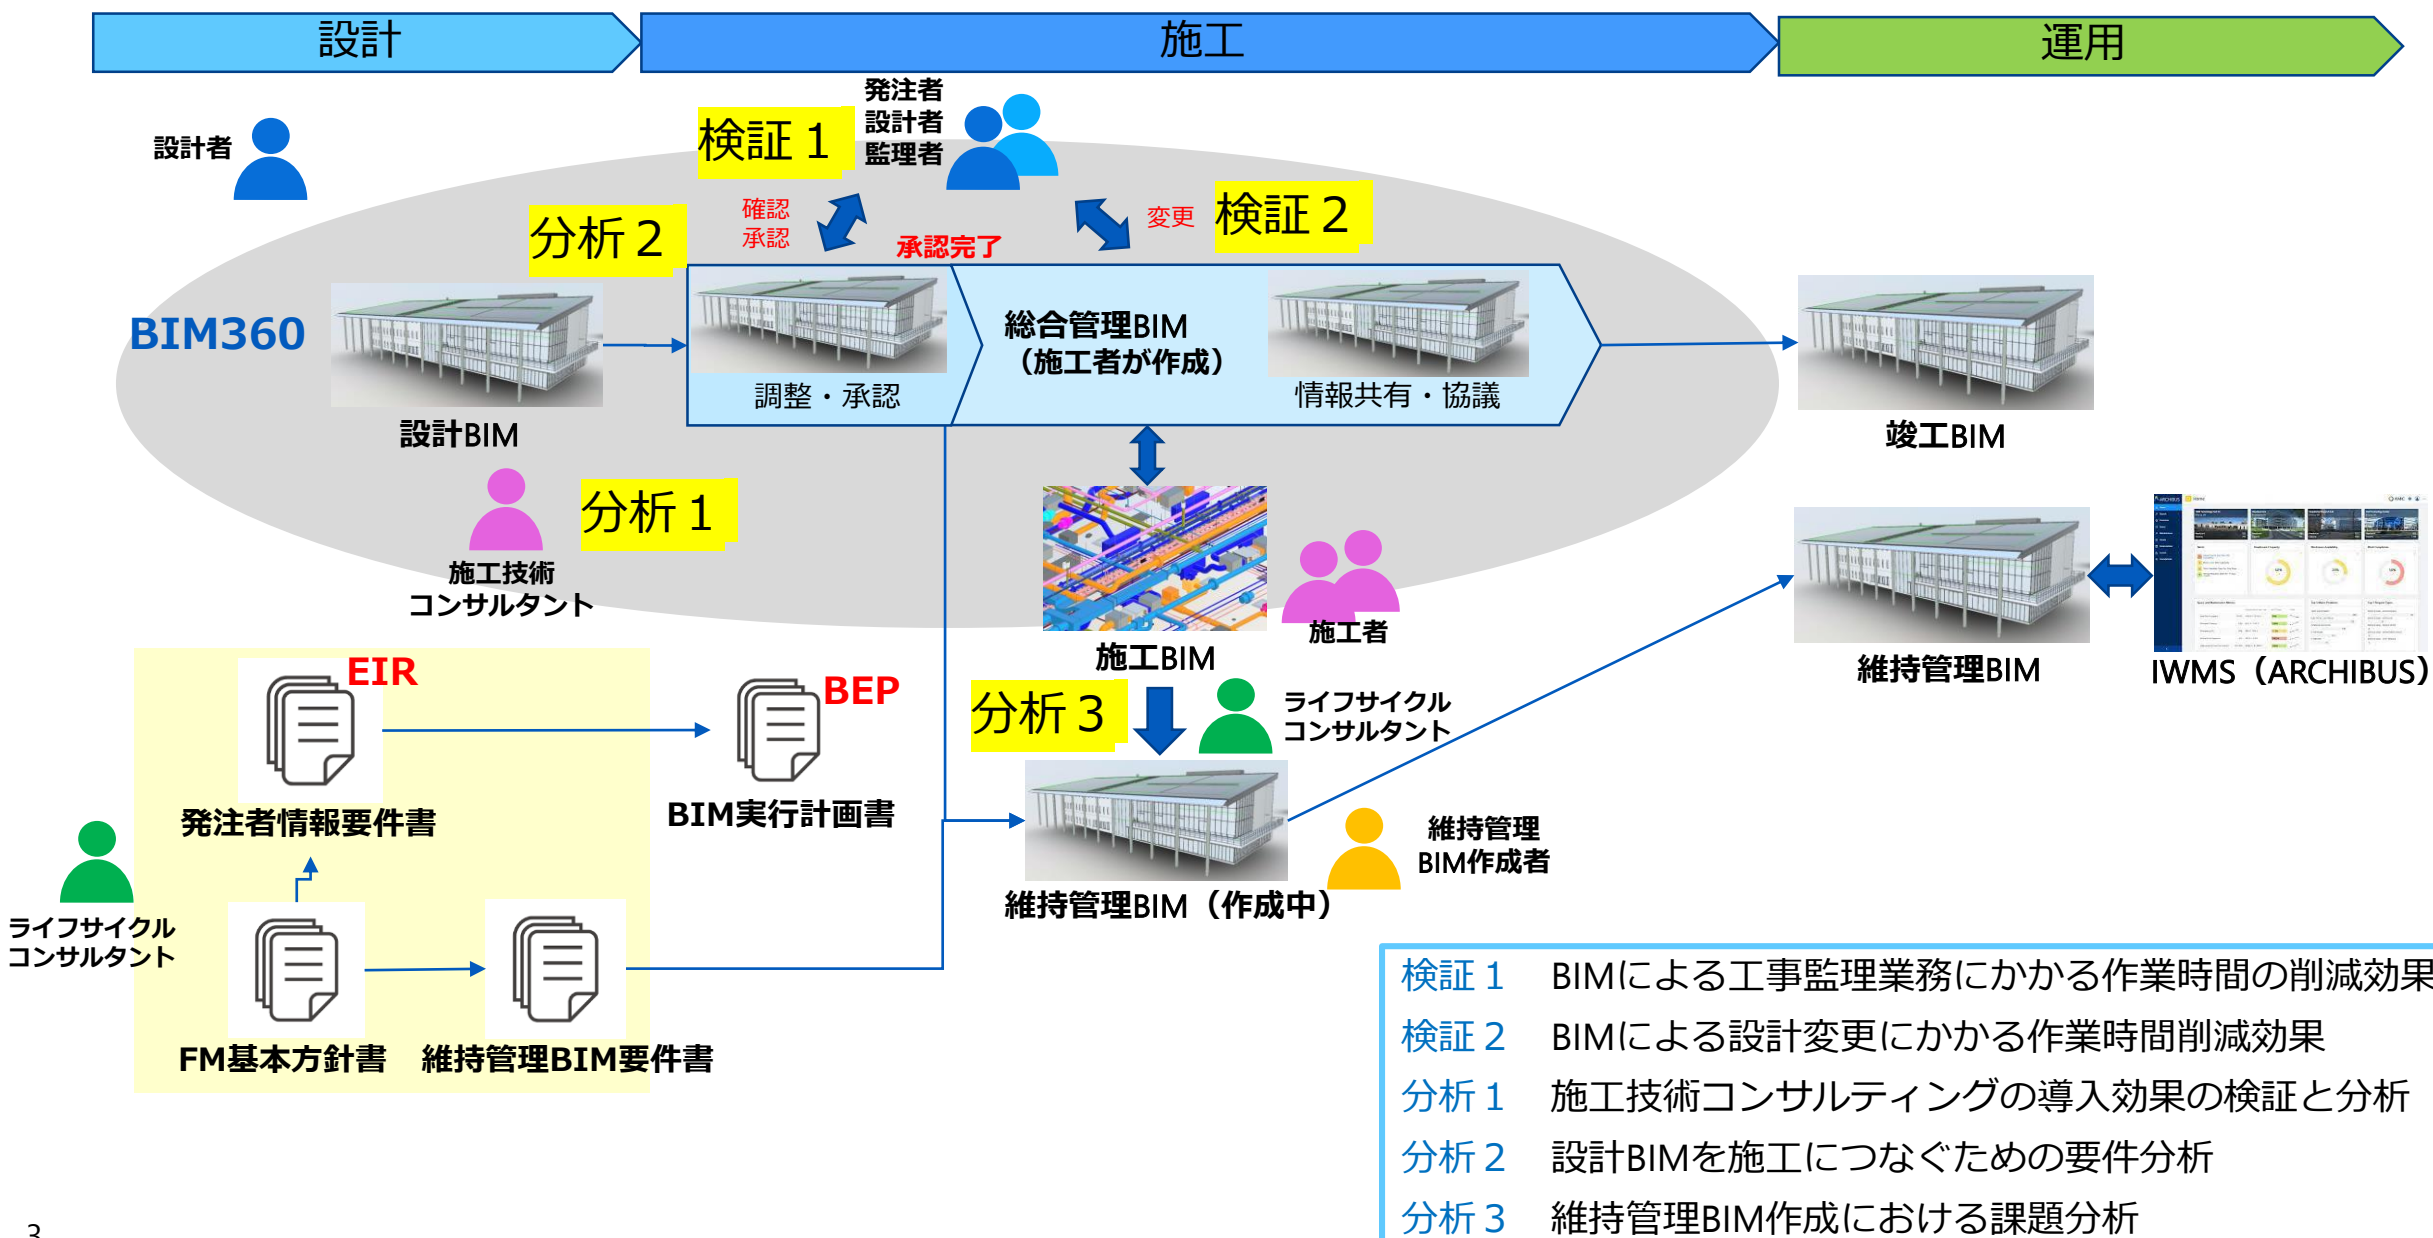 設計
施工
運用
設計者
検証１
発注者
設計者
監理者
確認
承認
変更
検証２
分析２
承認完了
BIM360
総合管理BIM
（施工者が作成）
調整・承認
情報共有・協議
設計BIM
竣工BIM
分析１
施工技術
コンサルタント
施工者
施工BIM
維持管理BIM
IWMS（ARCHIBUS）
EIR
BEP
発注者情報要件書
BIM実行計画書
分析３
ライフサイクル
コンサルタント
維持管理
BIM作成者
維持管理BIM（作成中）
ライフサイクル
コンサルタント
FM基本方針書
維持管理BIM要件書
検証１ BIMによる工事監理業務にかかる作業時間の削減効果
検証２ BIMによる設計変更にかかる作業時間削減効果
分析１ 施工技術コンサルティングの導入効果の検証と分析
分析２ 設計BIMを施工につなぐための要件分析
分析３ 維持管理BIM作成における課題分析
3